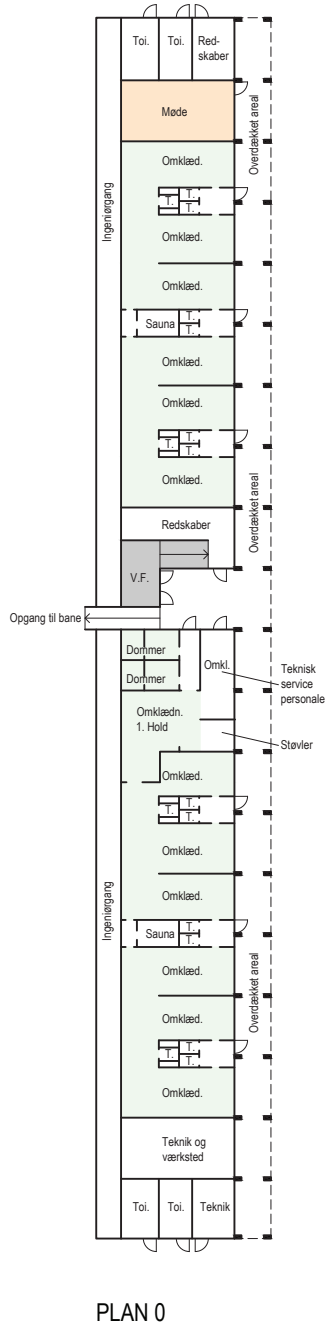 Toi.
Toi.
Red-
skaber
Møde
Overdækket areal
Ingeniørgang
Omklæd.
T.
T.
T.
Omklæd.
Omklæd.
Sauna
T.
T.
Omklæd.
Omklæd.
T.
T.
T.
Omklæd.
Overdækket areal
Redskaber
V.F.
Opgang til bane
Dommer
Dommer
Omkl.
Teknisk
service
personale
Omklædn.
1. Hold
Støvler
Omklæd.
T.
T.
T.
Omklæd.
Omklæd.
Ingeniørgang
Sauna
T.
T.
Omklæd.
Overdækket areal
Omklæd.
T.
T.
T.
Omklæd.
Teknik og
værksted
Toi.
Toi.
Teknik
PLAN 0